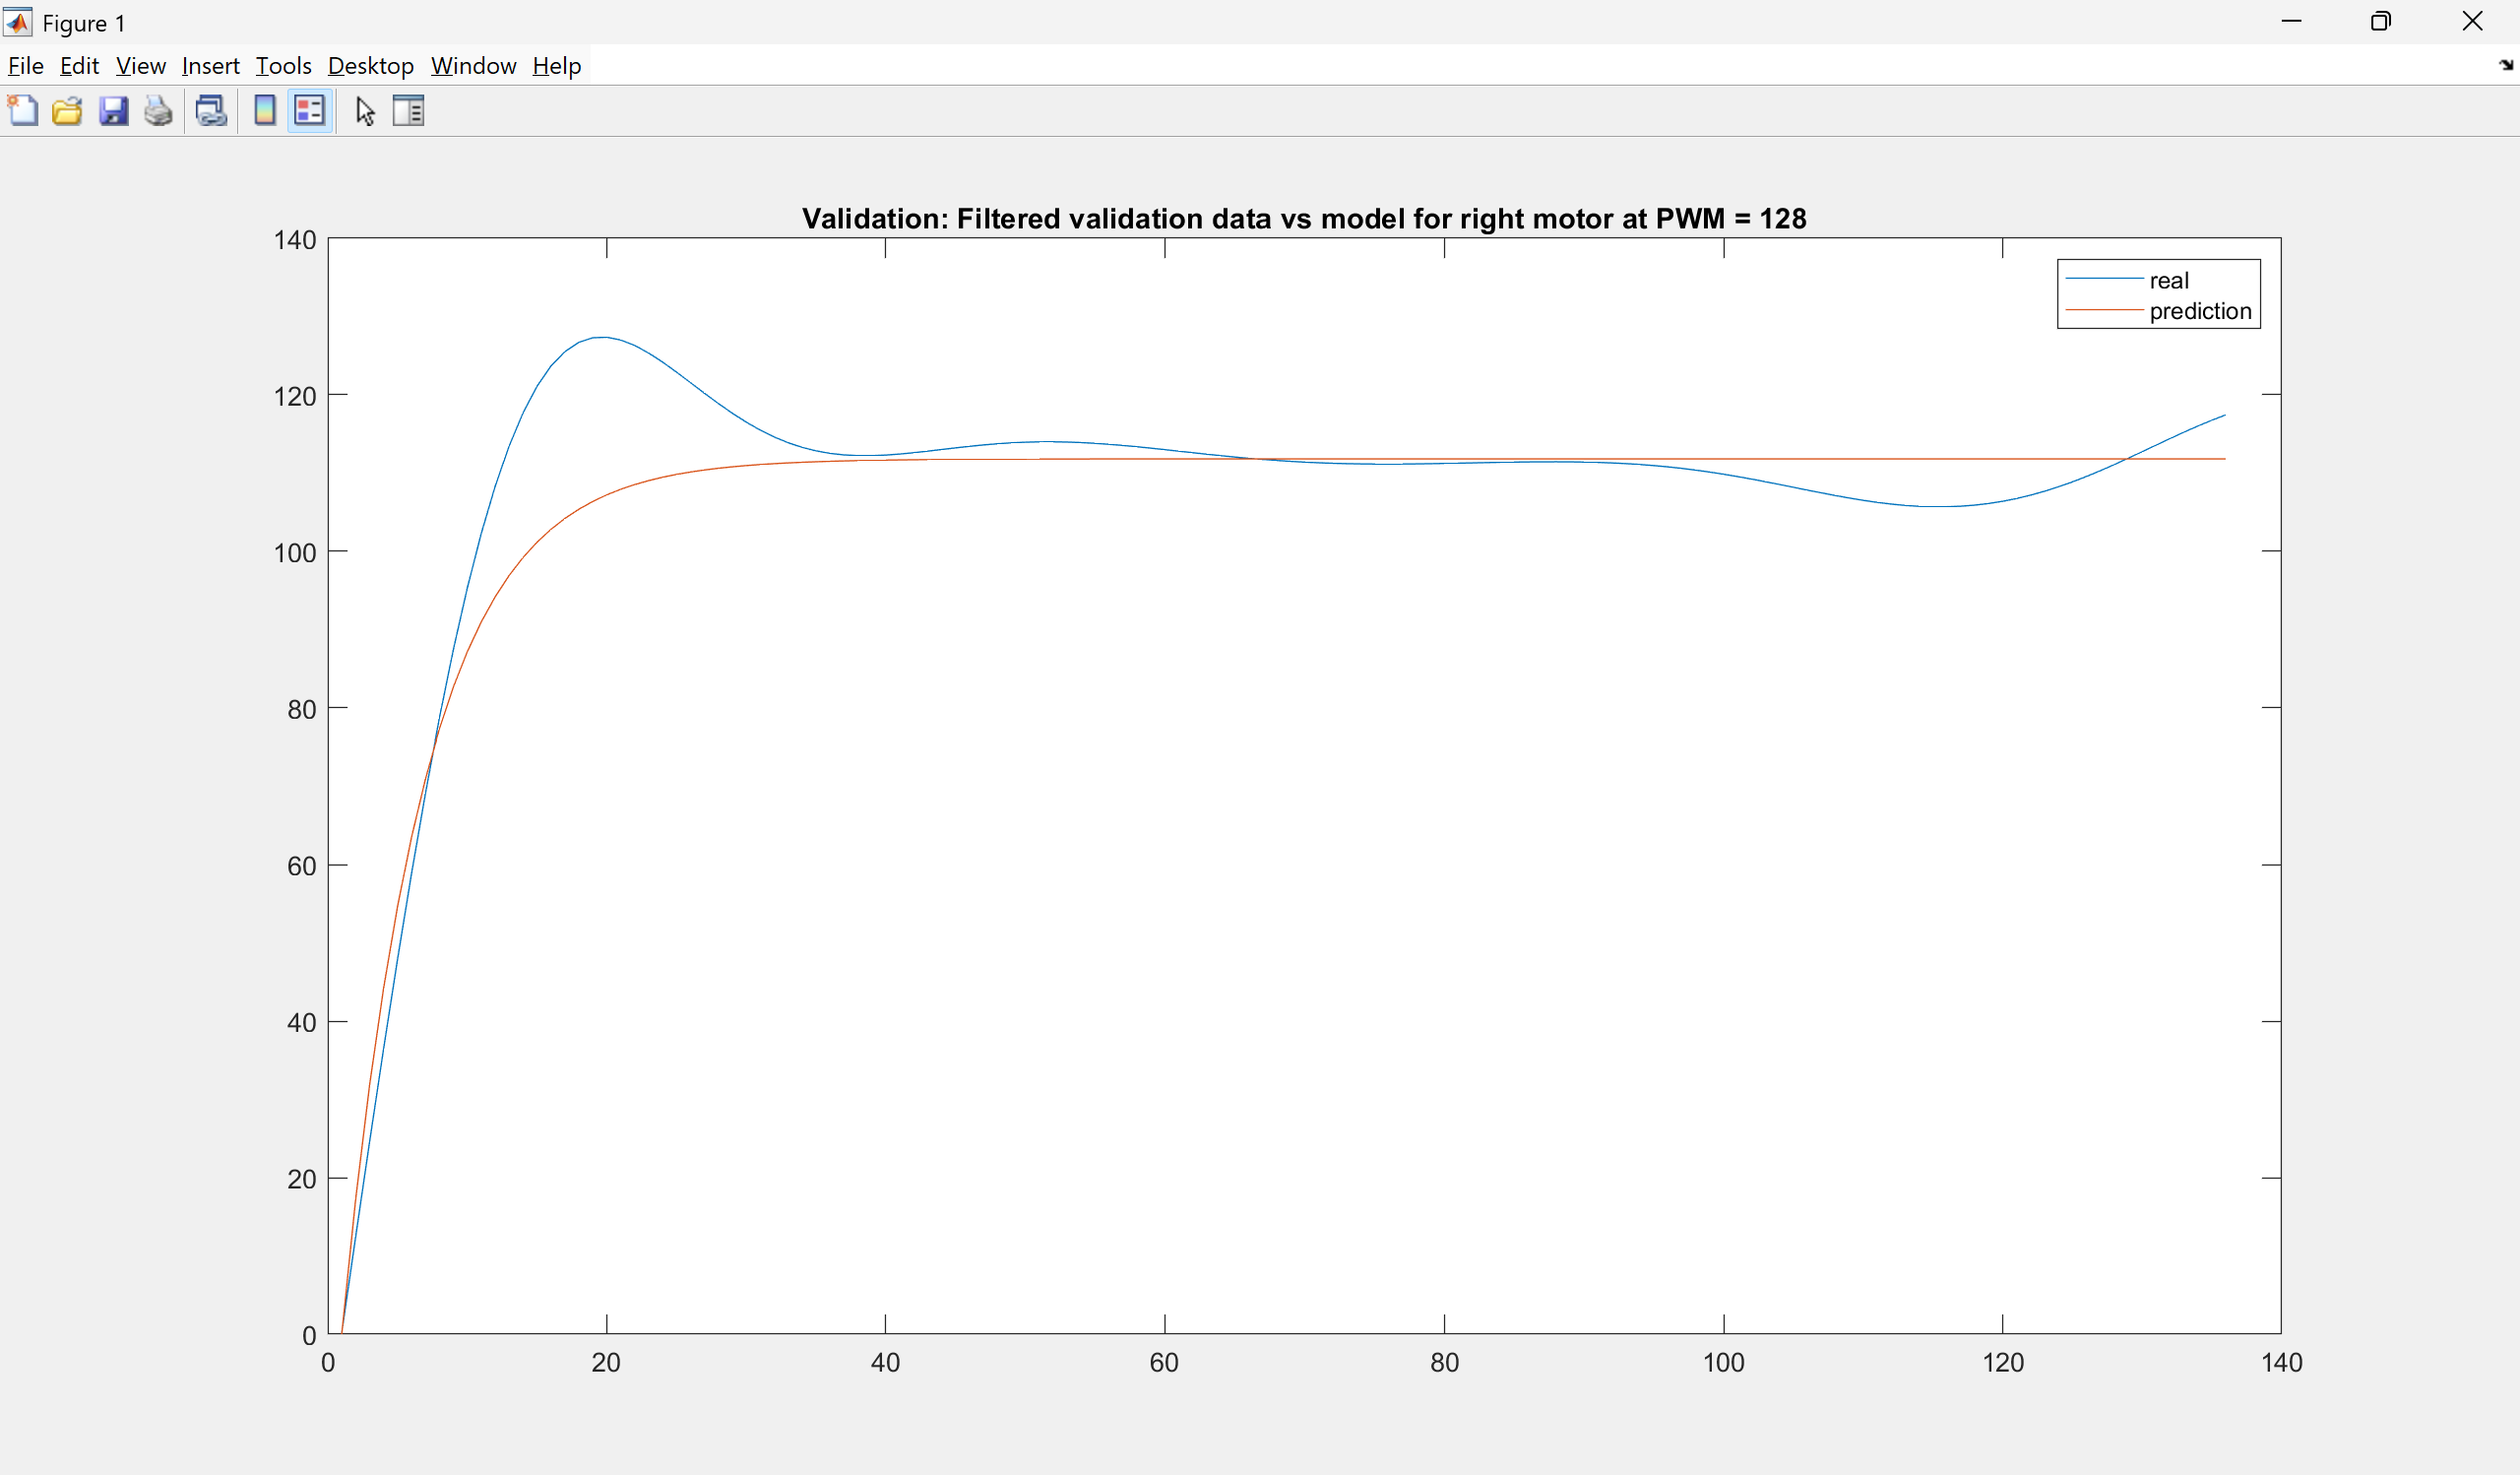 Figure 1
File Edit View Insert Tools Desktop Window Help
Validation: Filtered validation data vs model for right motor at PWM = 128
140
120
100
80
60
40
20
0
real
prediction
0 20 40 60 80 100 120 140